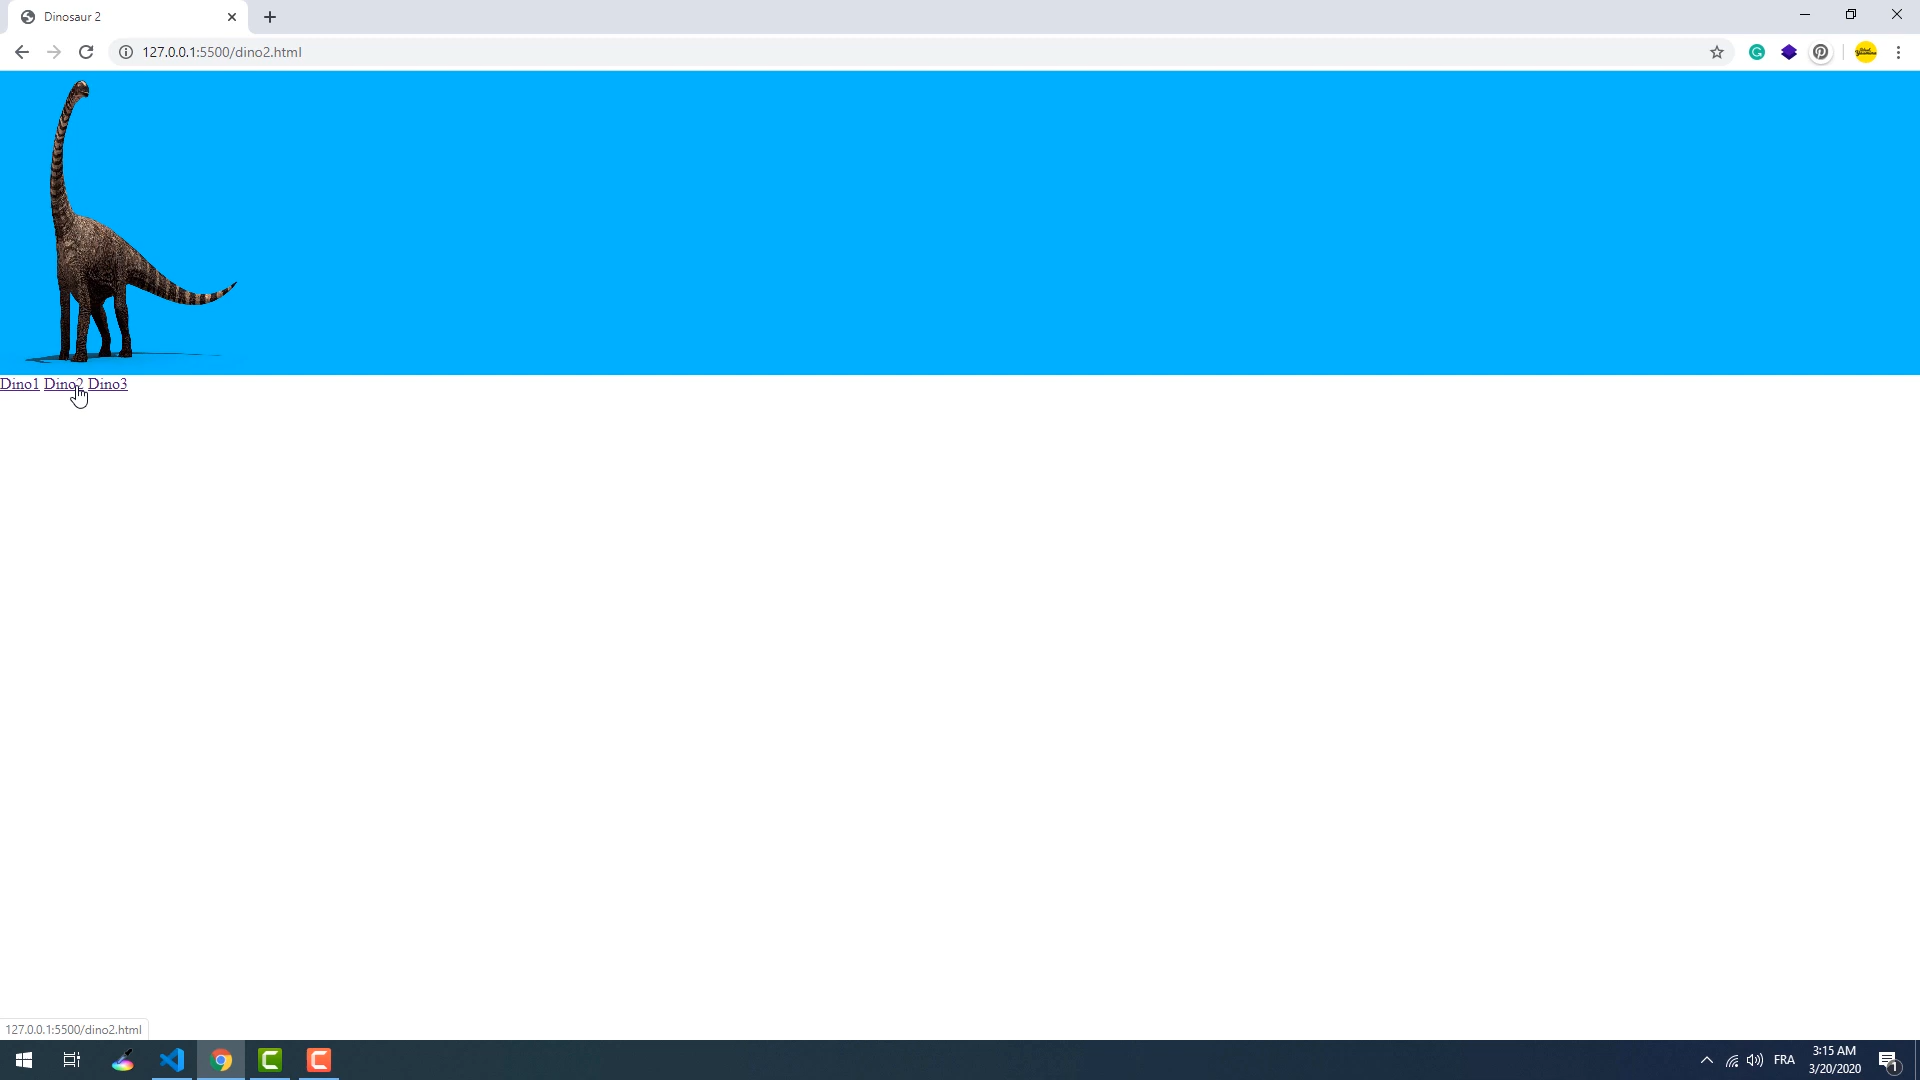 Dinosaur 2
127.0.0.1:5500/dino2.html
Dino1 Dino2 Dino3
127.0.0.1:5500/dino2.html
FRA
3:15 AM
3/20/2020
1